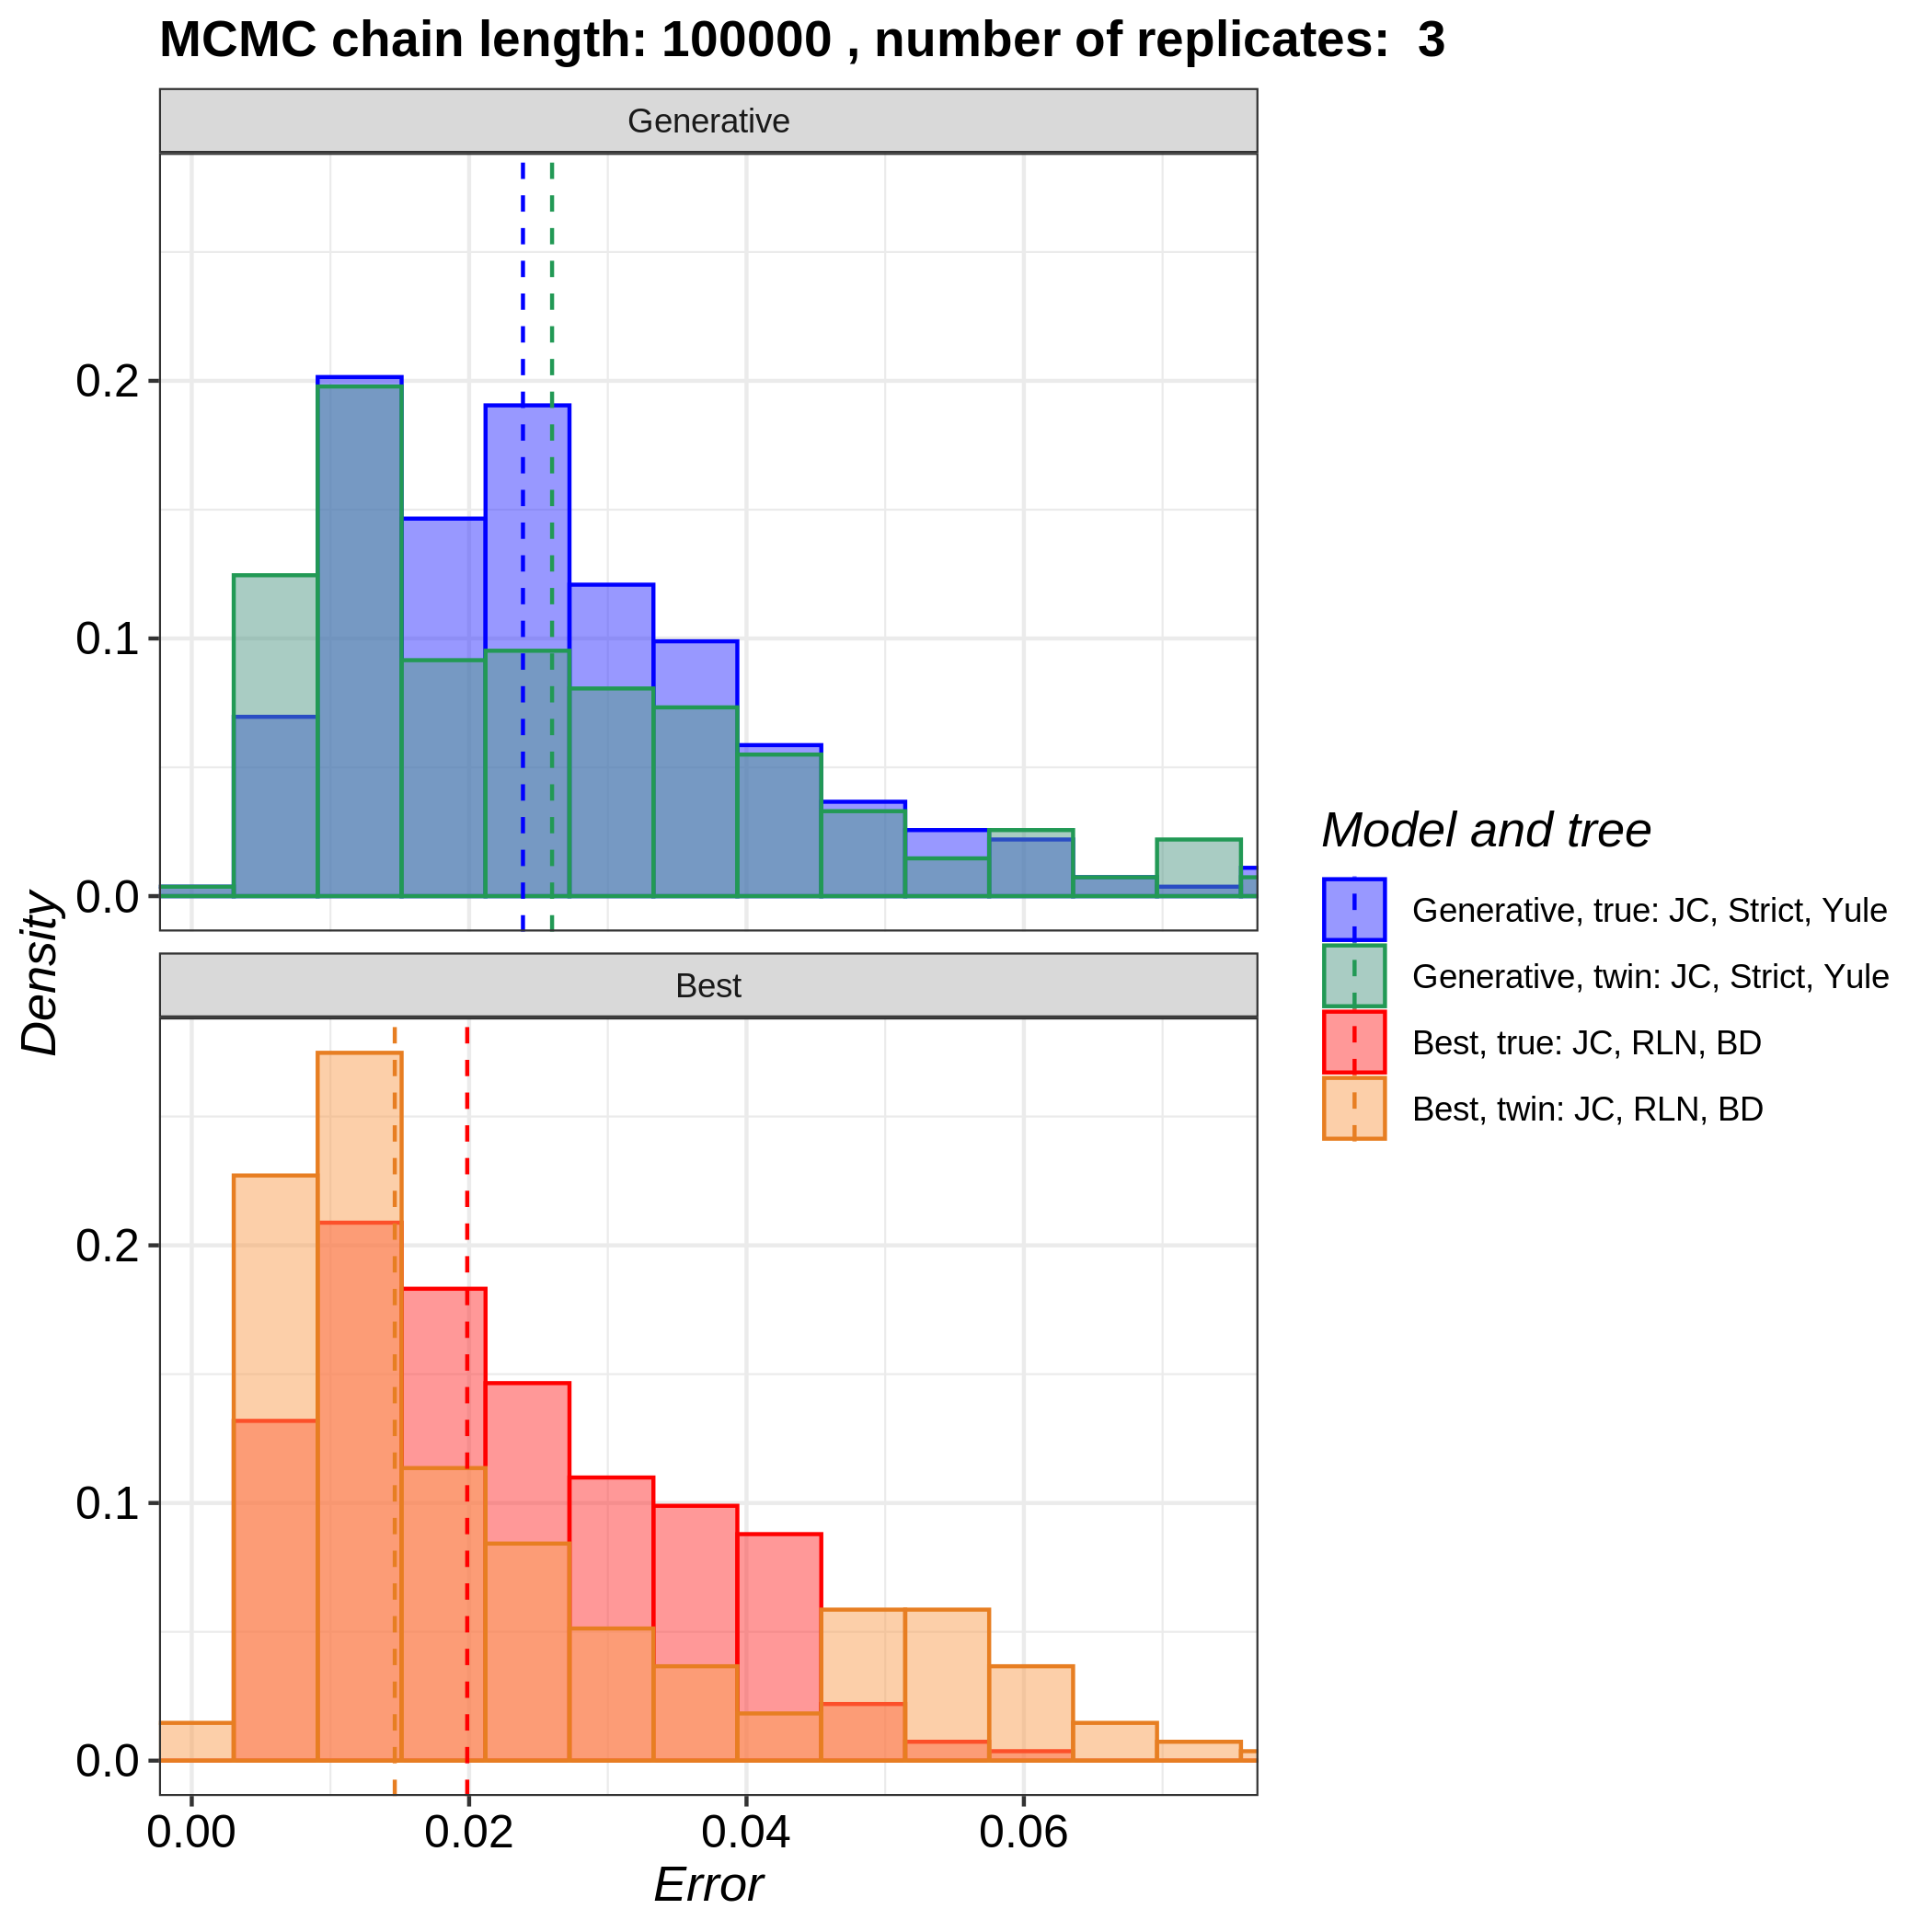 MCMC chain length: 100000 , number of replicates:  3
Generative
0.2
0.1
0.0
Best
0.2
0.1
0.0
0.00 0.02 0.04 0.06
Error
Density
Model and tree
Generative, true: JC, Strict, Yule
Generative, twin: JC, Strict, Yule
Best, true: JC, RLN, BD
Best, twin: JC, RLN, BD